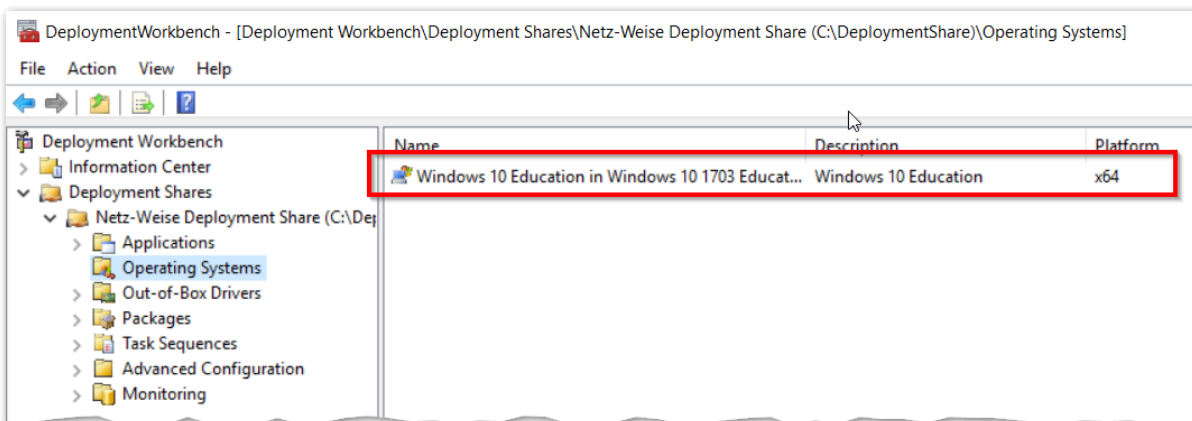 DeploymentWorkbench - [Deployment Workbench\Deployment Shares\Netz-Weise Deployment Share (C:\DeploymentShare)\Operating Systems]
File Action View Help
Deployment Workbench
Information Center
Deployment Shares
Netz-Weise Deployment Share (C:\Dep
Applications
Operating Systems
Out-of-Box Drivers
Packages
Task Sequences
Advanced Configuration
Monitoring
Name Description Platform
Windows 10 Education in Windows 10 1703 Educat... Windows 10 Education x64